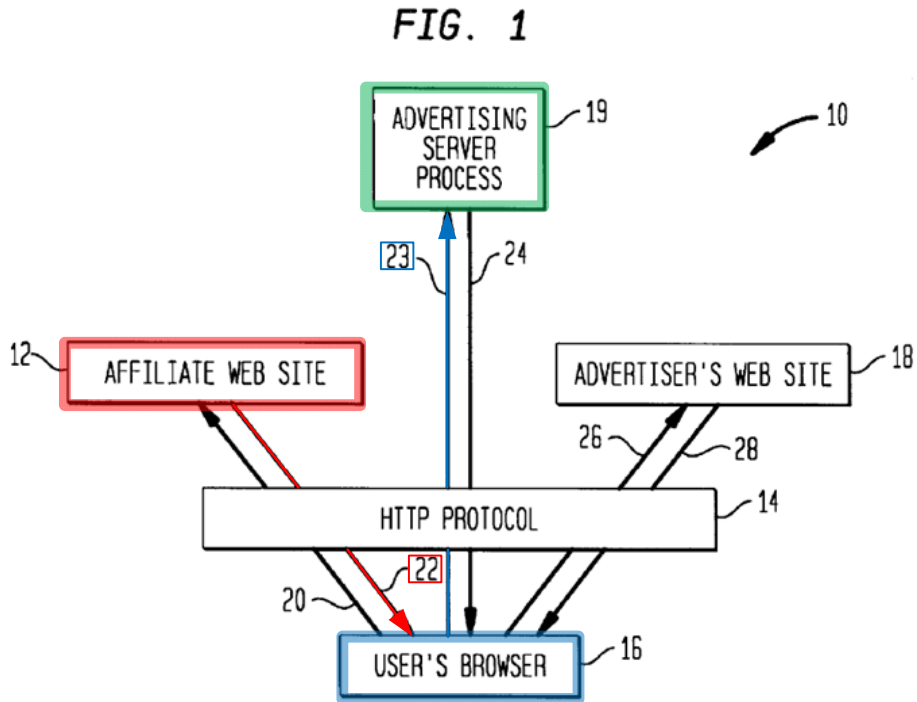 FIG. 1
ADVERTISING
SERVER
PROCESS
19
10
23
24
12
AFFILIATE WEB SITE
ADVERTISER'S WEB SITE
18
26
28
HTTP PROTOCOL
14
22
20
USER'S BROWSER
16